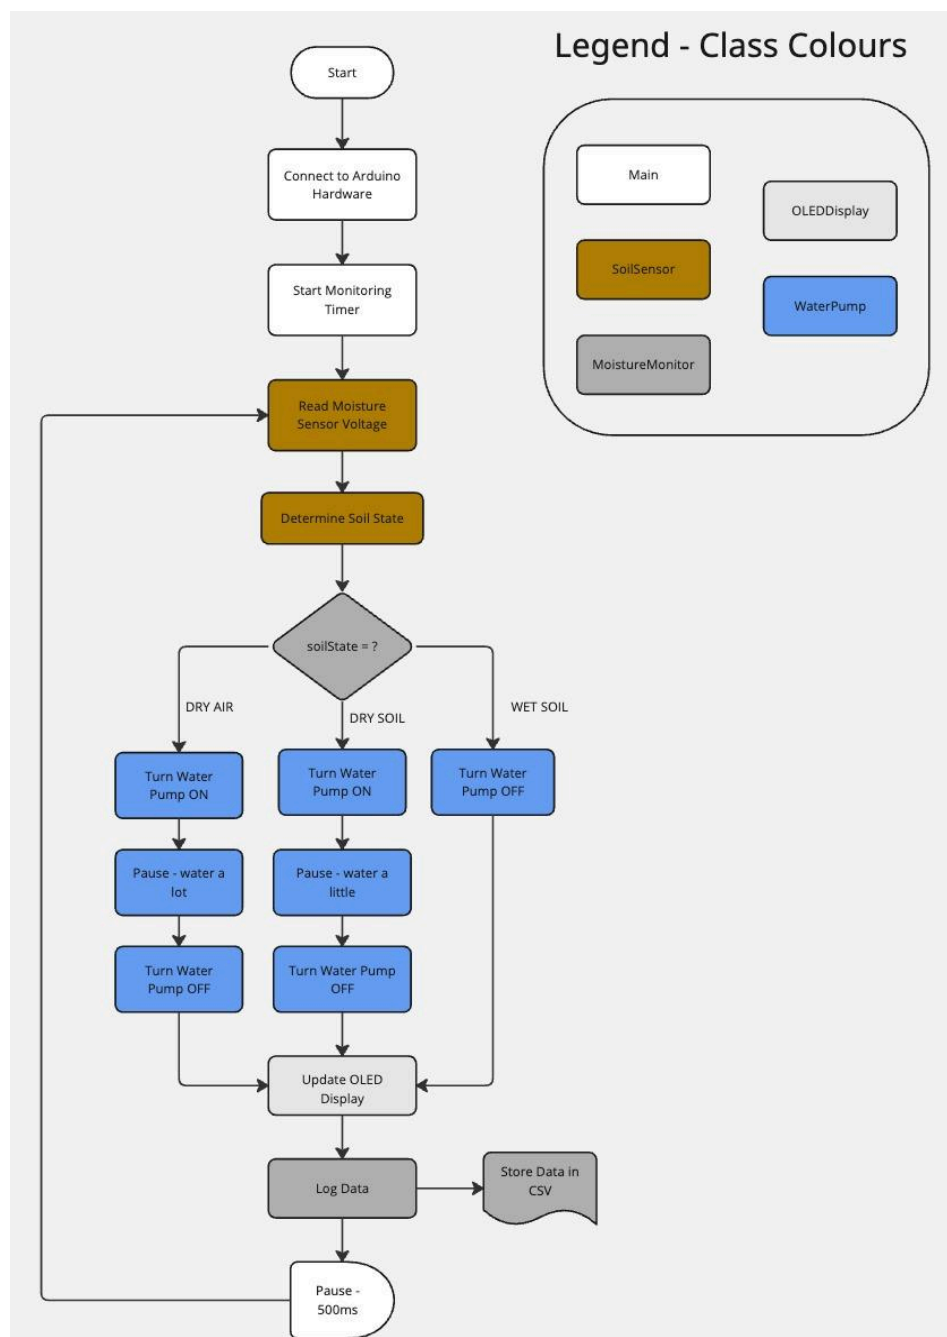 Legend - Class Colours
Start
Connect to Arduino
Hardware
Start Monitoring
Timer
Main
OLEDDisplay
SoilSensor
WaterPump
MoistureMonitor
Read Moisture
Sensor Voltage
Determine Soil State
soilState = ?
DRY AIR
DRY SOIL
WET SOIL
Turn Water
Pump ON
Turn Water
Pump ON
Turn Water
Pump OFF
Pause - water a
lot
Pause - water a
little
Turn Water
Pump OFF
Turn Water Pump
OFF
Update OLED
Display
Log Data
Store Data in
CSV
Pause -
500ms